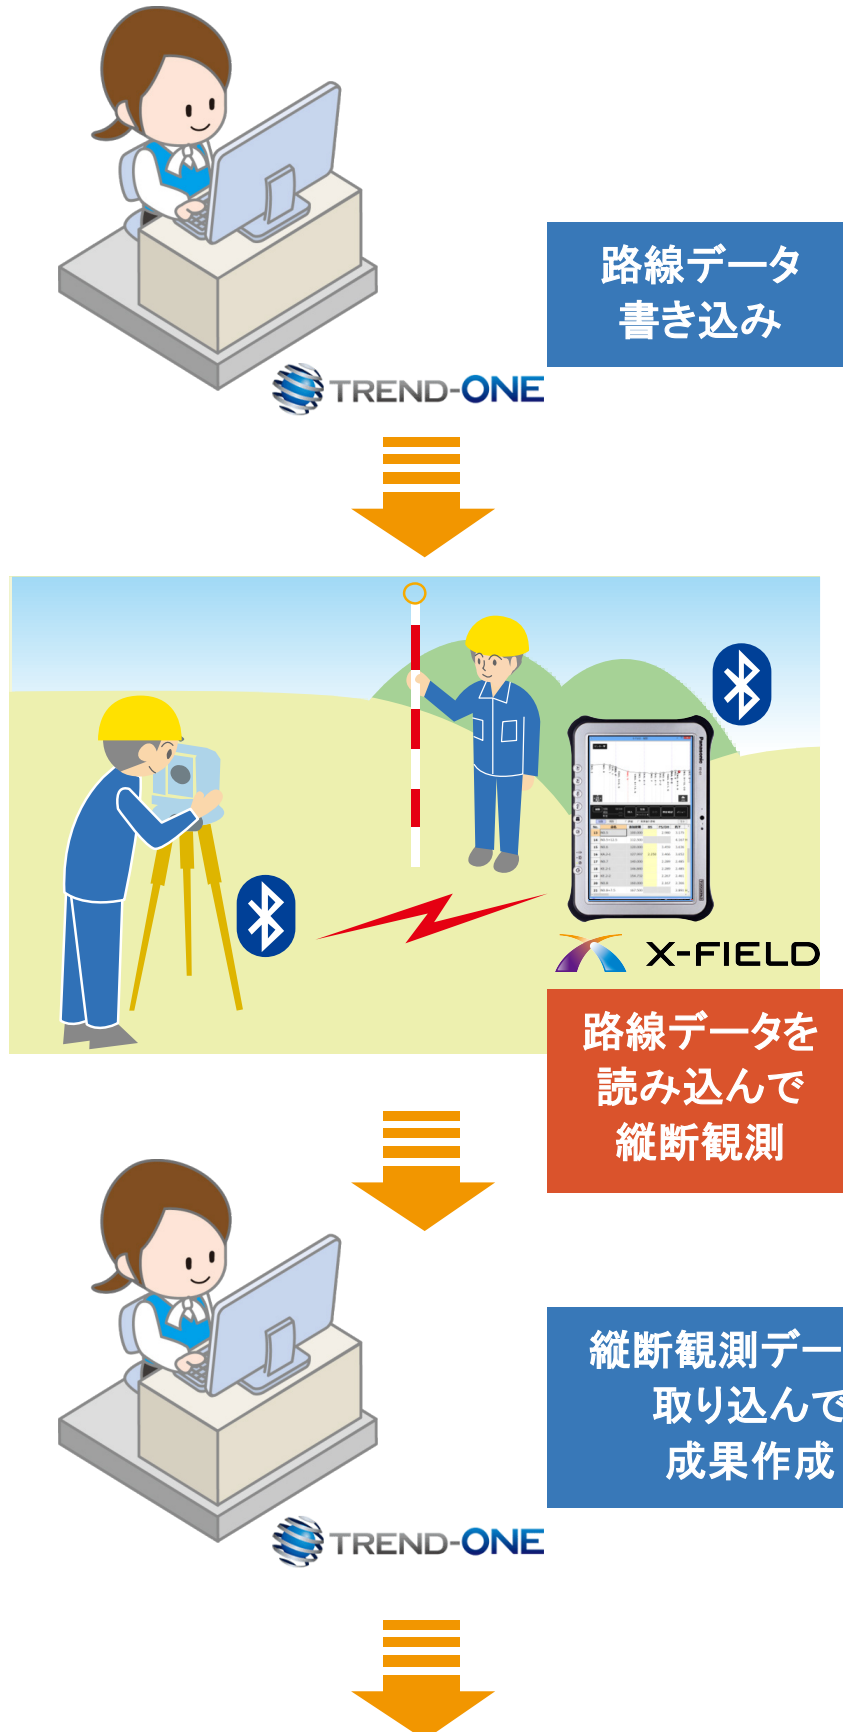 路線データ
書き込み
TREND-ONE
X-FIELD
路線データを
読み込んで
縦断観測
縦断観測デー
取り込んで
成果作成
TREND-ONE